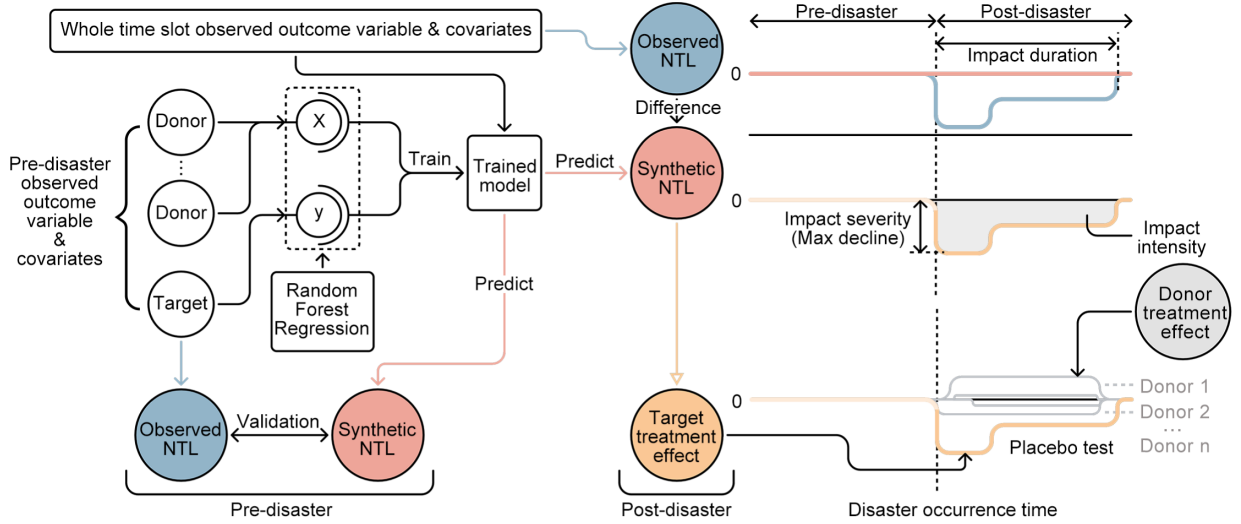 Whole time slot observed outcome variable & covariates
Pre-disaster
observed
outcome
variable
&
covariates
Donor
Donor
Target
X
y
Random
Forest
Regression
Train
Trained
model
Predict
Predict
Observed
NTL
Validation
Synthetic
NTL
Pre-disaster
Observed
NTL
Difference
Synthetic
NTL
Target
treatment
effect
Post-disaster
Pre-disaster
Post-disaster
Impact duration
0
0
Impact severity
(Max decline)
Impact
intensity
Donor
treatment
effect
0
Donor 1
Donor 2
...
Donor n
Placebo test
Disaster occurrence time